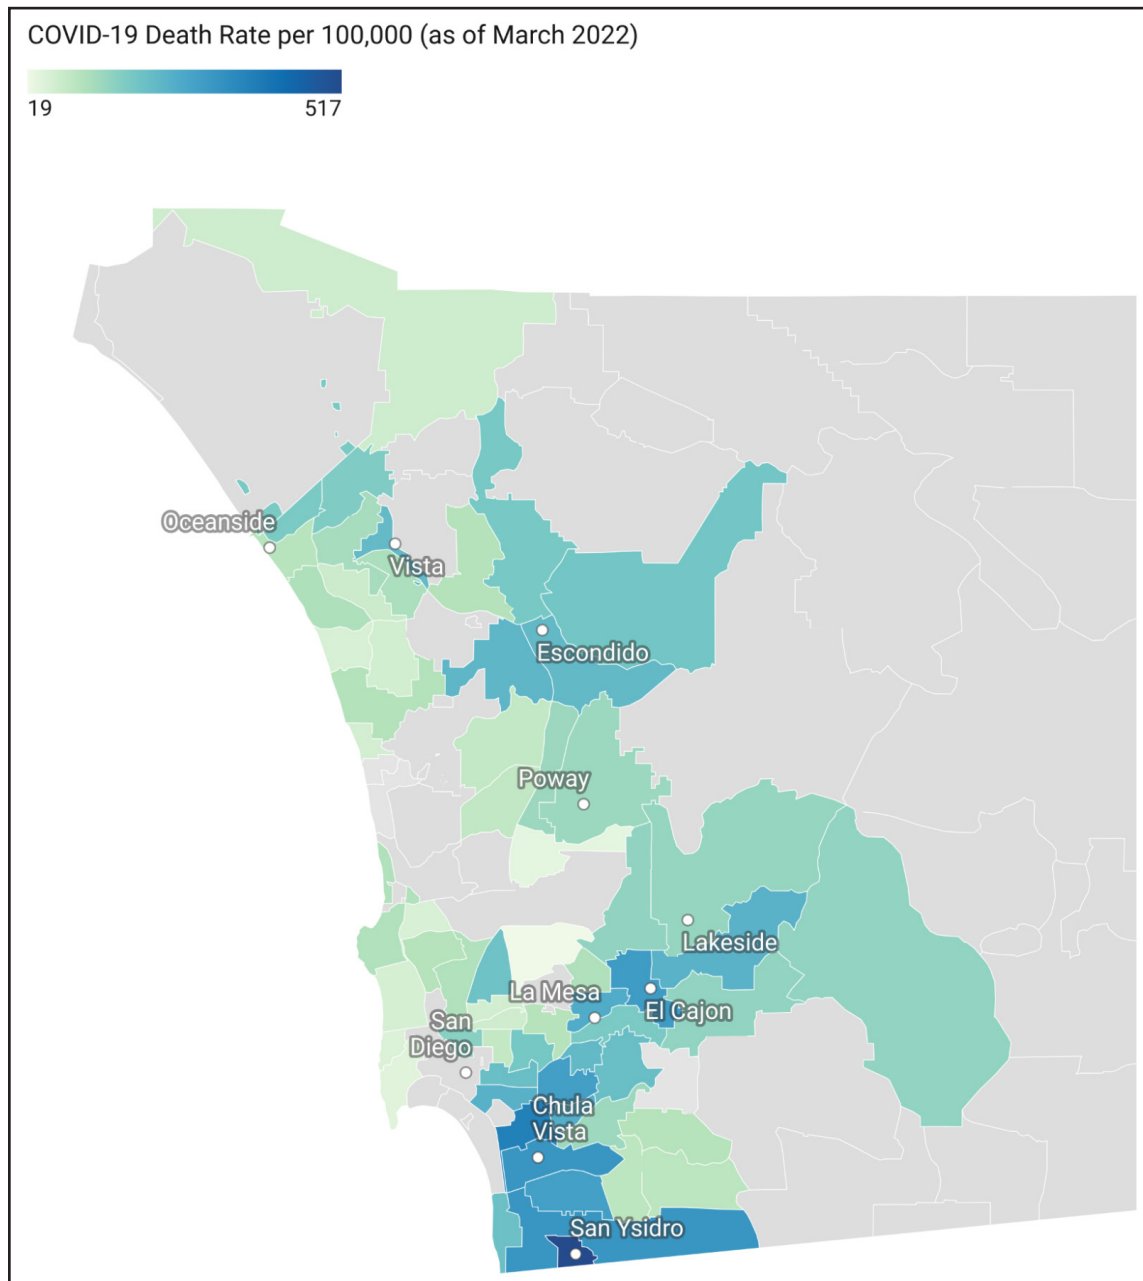 COVID-19 Death Rate per 100,000 (as of March 2022)
19
517
Oceanside
Vista
Escondido
Poway
Lakeside
La Mesa
El Cajon
San
Diego
Chula
Vista
San Ysidro